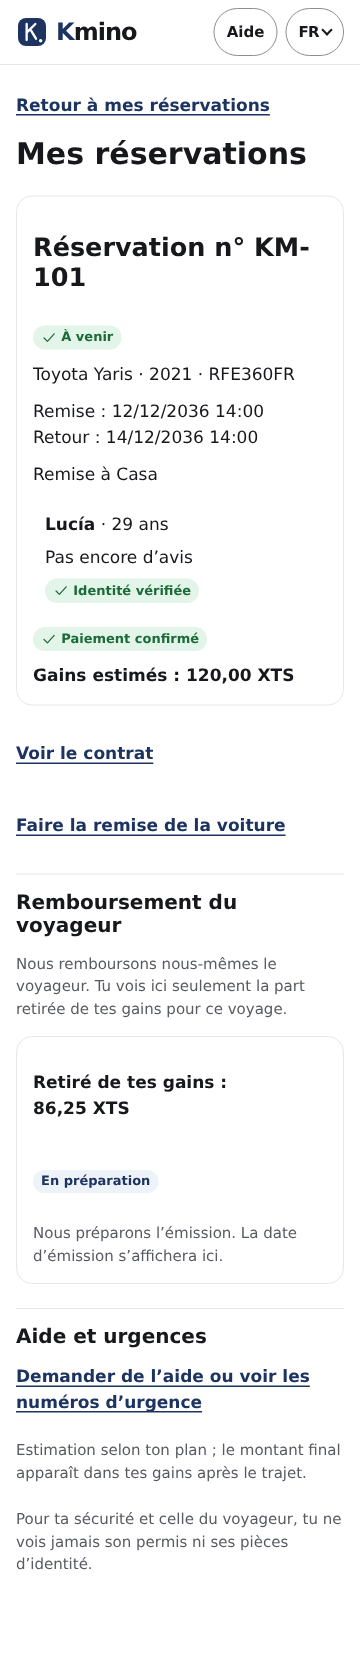 K. Kmino
Aide
FR
Retour à mes réservations
Mes réservations
Réservation n° KM-
101
À venir
Toyota Yaris · 2021 · RFE360FR
Remise : 12/12/2036 14:00
Retour : 14/12/2036 14:00
Remise à Casa
Lucía · 29 ans
Pas encore d’avis
Identité vérifiée
Paiement confirmé
Gains estimés : 120,00 XTS
Voir le contrat
Faire la remise de la voiture
Remboursement du
voyageur
Nous remboursons nous-mêmes le
voyageur. Tu vois ici seulement la part
retirée de tes gains pour ce voyage.
Retiré de tes gains :
86,25 XTS
En préparation
Nous préparons l’émission. La date
d’émission s’affichera ici.
Aide et urgences
Demander de l’aide ou voir les
numéros d’urgence
Estimation selon ton plan ; le montant final
apparaît dans tes gains après le trajet.
Pour ta sécurité et celle du voyageur, tu ne
vois jamais son permis ni ses pièces
d’identité.